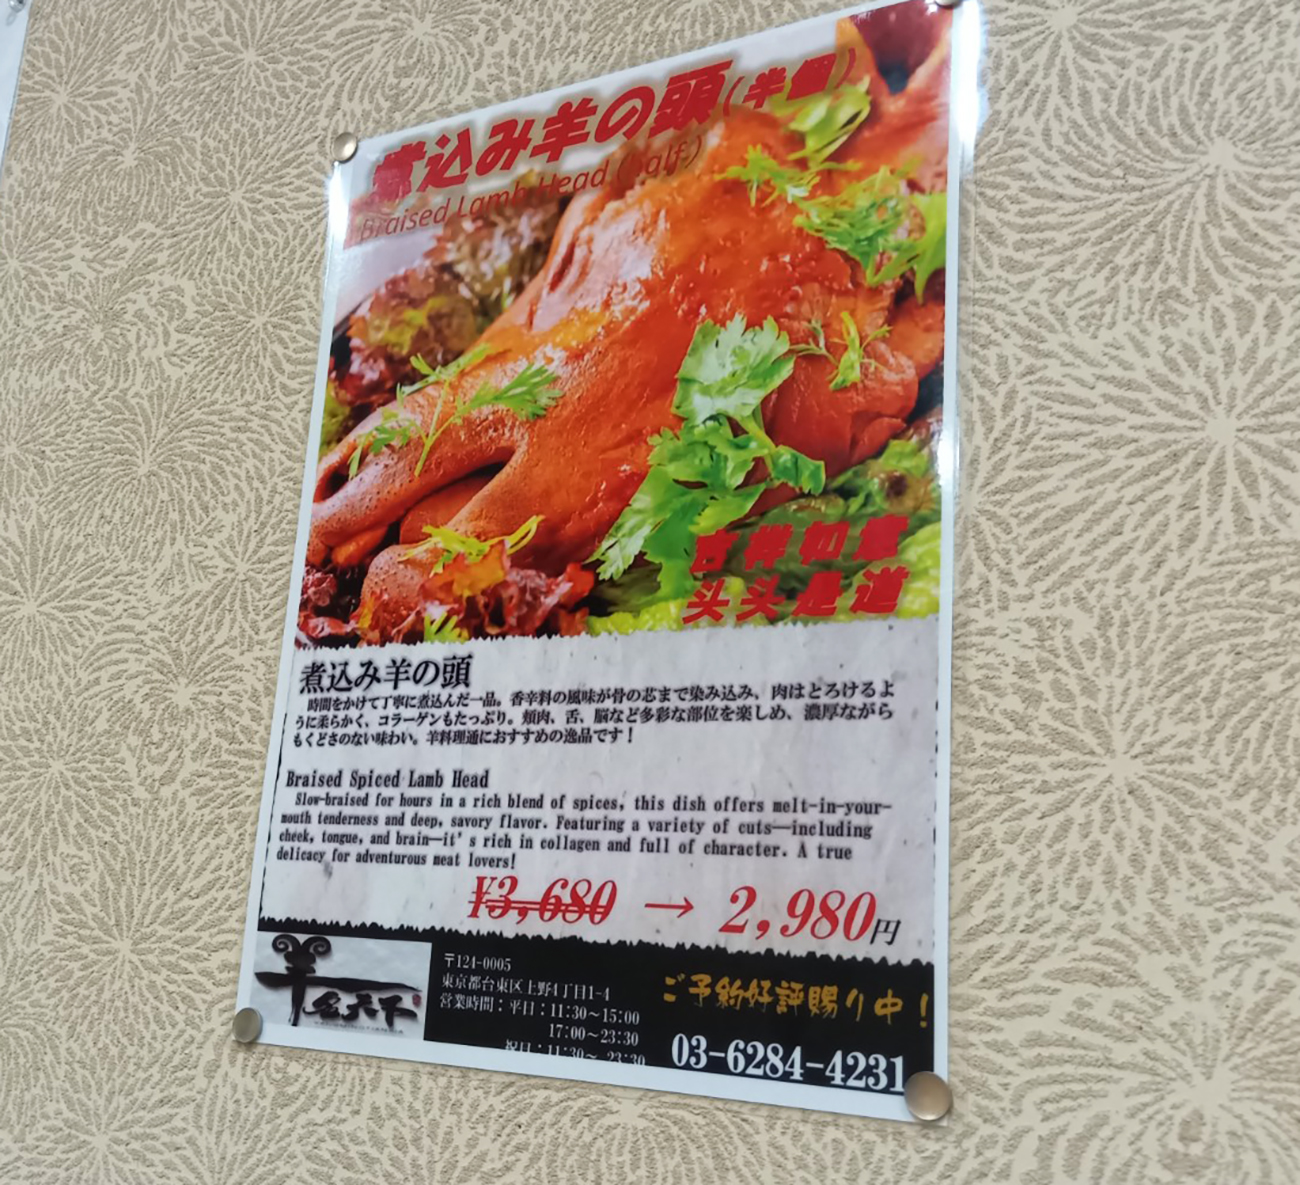 煮込み羊の頭(半個)
Braised Lamb Head (half)
吉祥如意
头头是道
煮込み羊の頭
時間をかけて丁寧に煮込んだ一品。香辛料の風味が骨の芯まで染み込み、肉はとろけるよ
うに柔らかく、コラーゲンもたっぷり。頬肉、舌、脳など多彩な部位を楽しめ、濃厚ながら
もくどさのない味わい。羊料理通におすすめの逸品です!
Braised Spiced Lamb Head
Slow-braised for hours in a rich blend of spices, this dish offers melt-in-your-
mouth tenderness and deep, savory flavor. Featuring a variety of cuts—including
cheek, tongue, and brain—it's rich in collagen and full of character. A true
delicacy for adventurous meat lovers!
¥3,680 → 2,980円
羊名天下
〒124-0005
東京都台東区上野4丁目1-4
営業時間:平日:11:30~15:00
17:00~23:30
祝日:11:30~ 23:30
ご予約好評賜り中!
03-6284-4231